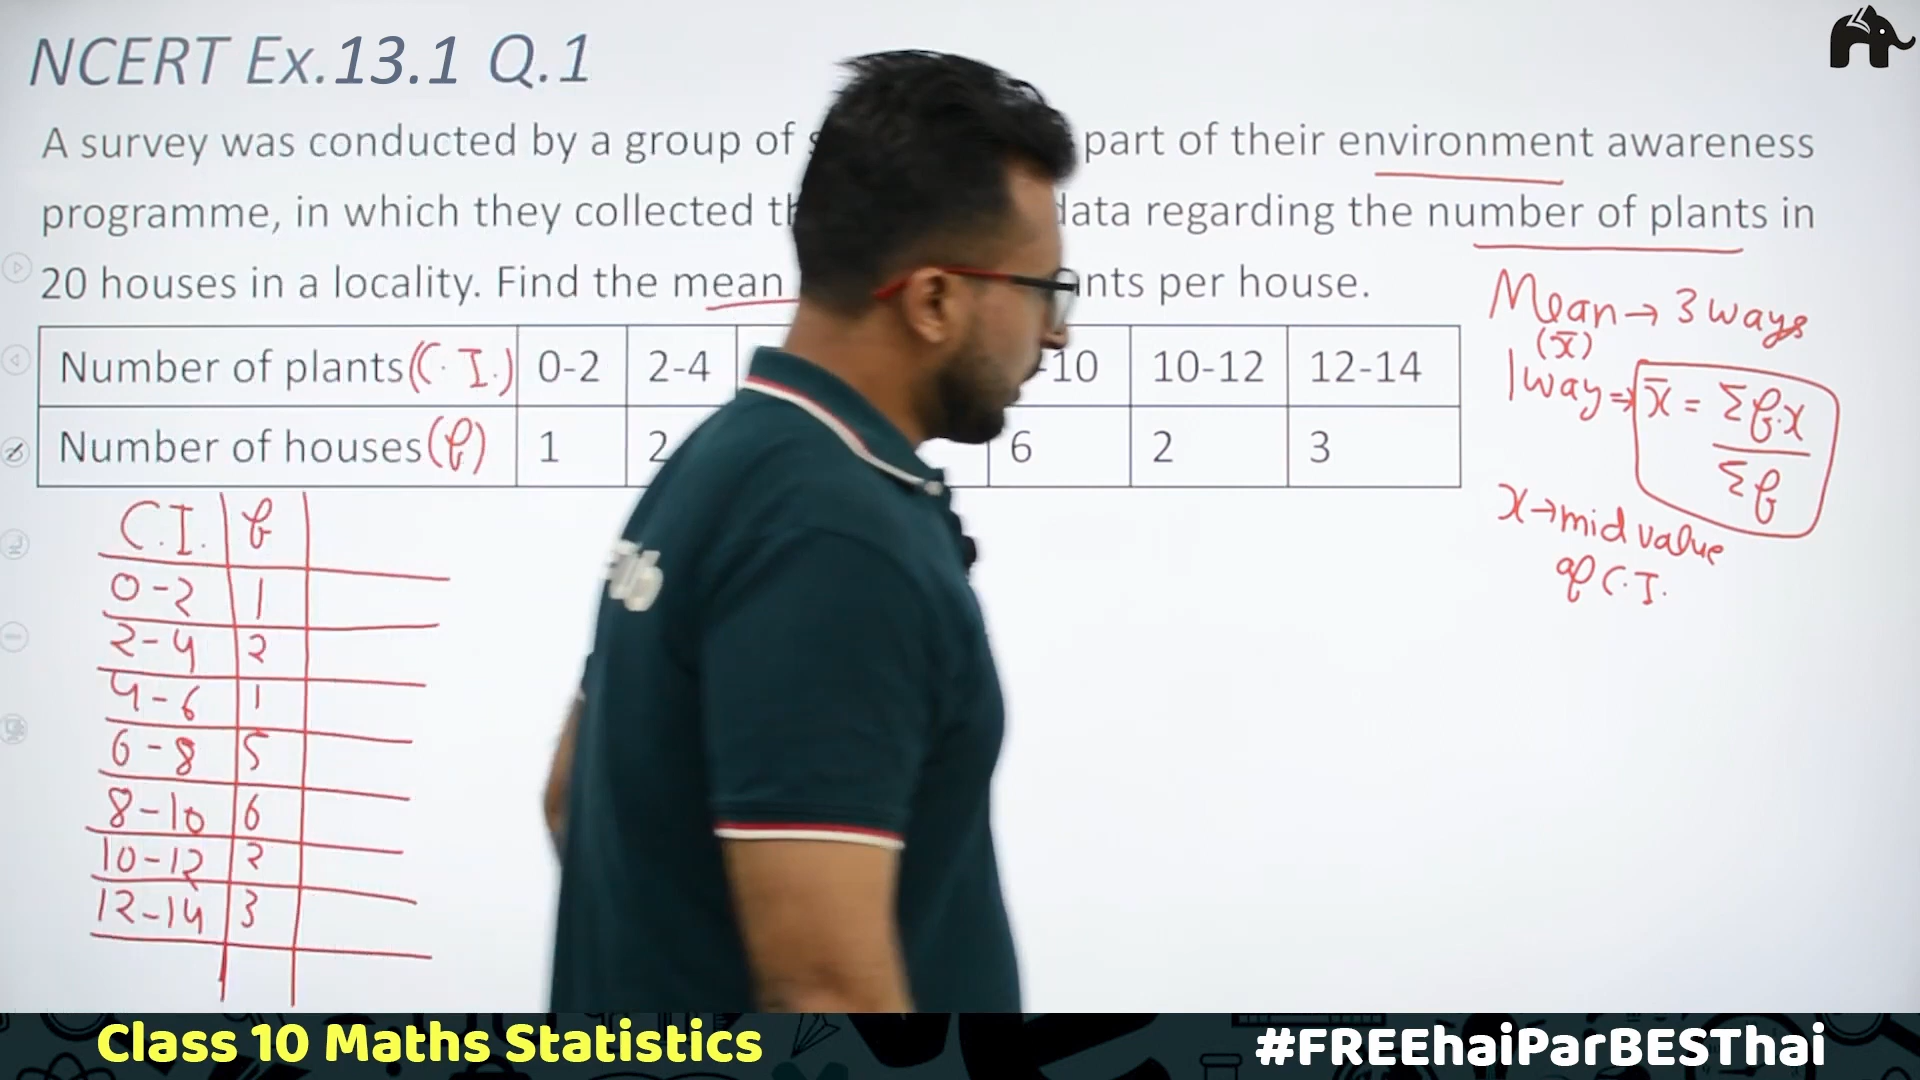 NCERT Ex.13.1 Q.1
A survey was conducted by a group of part of their environment awareness
programme, in which they collected data regarding the number of plants in
20 houses in a locality. Find the mean per house.
Number of plants (C.I.) 0-2 2-4 -10 10-12 12-14
Number of houses (f) 1 2 6 2 3
Mean → 3 ways
(x̄)
1 way ⇒ x̄ = Σf.x / Σf
x → mid value
of C.I.
C.I. f
0-2 1
2-4 2
4-6 1
6-8 5
8-10 6
10-12 2
12-14 3
Class 10 Maths Statistics
#FREEhaiParBESThai